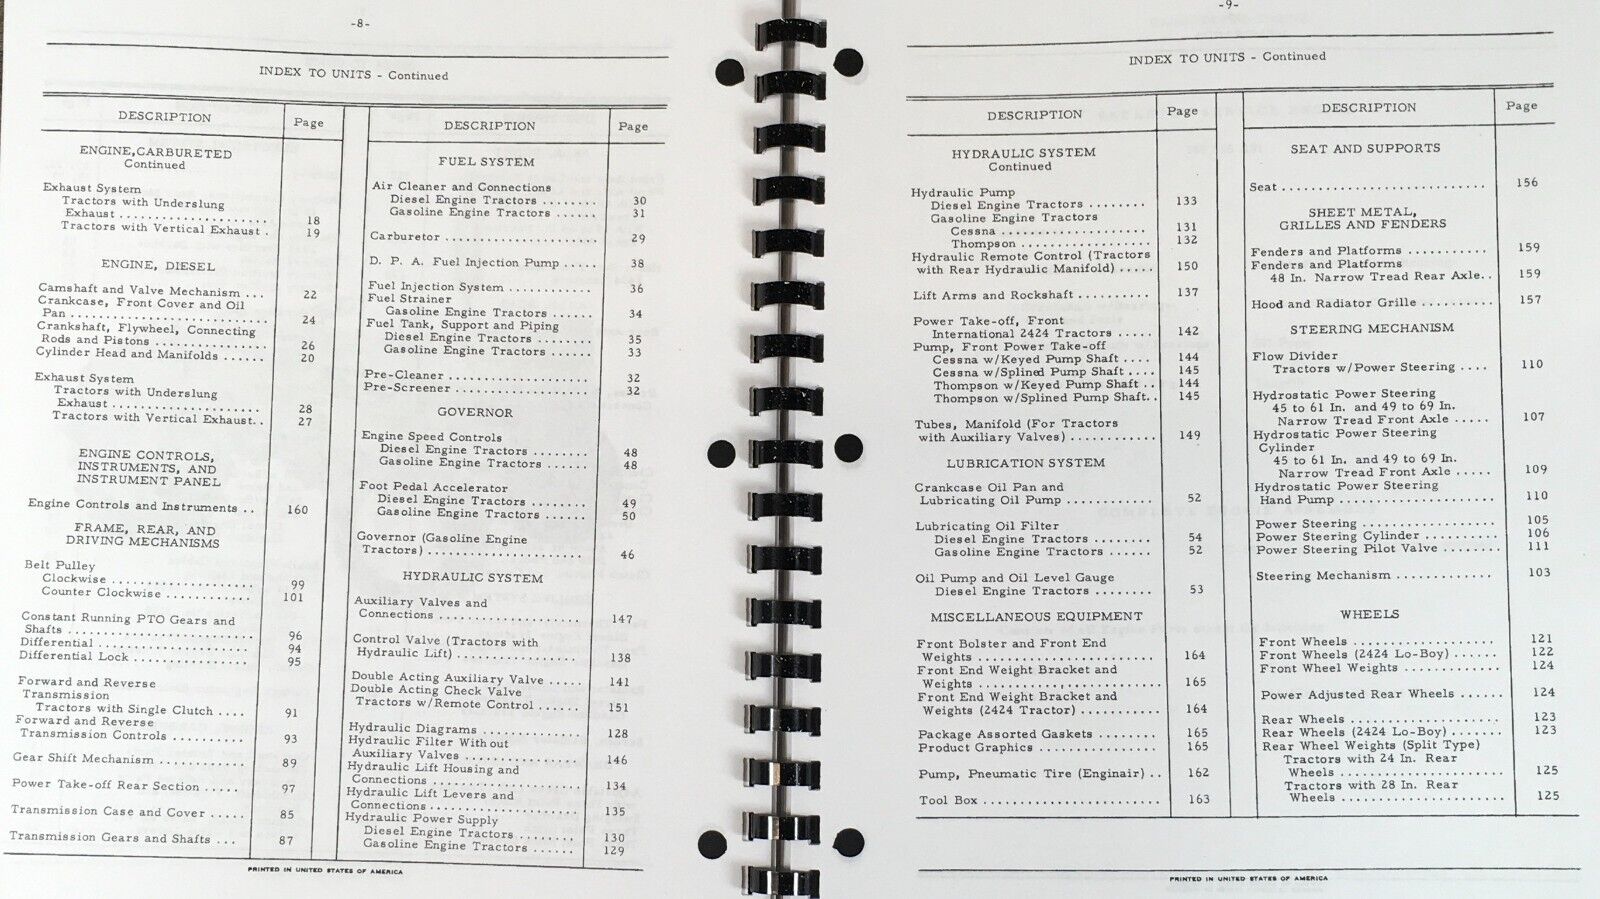 -8-
INDEX TO UNITS - Continued
DESCRIPTION Page
ENGINE,CARBURETED
Continued
Exhaust System
Tractors with Underslung
Exhaust .................... 18
Tractors with Vertical Exhaust . 19
ENGINE, DIESEL
Camshaft and Valve Mechanism ... 22
Crankcase, Front Cover and Oil
Pan .......................... 24
Crankshaft, Flywheel, Connecting
Rods and Pistons ............... 26
Cylinder Head and Manifolds ...... 20
Exhaust System
Tractors with Underslung
Exhaust .................... 28
Tractors with Vertical Exhaust.. 27
ENGINE CONTROLS,
INSTRUMENTS, AND
INSTRUMENT PANEL
Engine Controls and Instruments .. 160
FRAME, REAR, AND
DRIVING MECHANISMS
Belt Pulley
Clockwise ................... 99
Counter Clockwise ............ 101
Constant Running PTO Gears and
Shafts ......................... 96
Differential ..................... 94
Differential Lock ................ 95
Forward and Reverse
Transmission
Tractors with Single Clutch .... 91
Forward and Reverse
Transmission Controls .......... 93
Gear Shift Mechanism ............ 89
Power Take-off Rear Section ..... 97
Transmission Case and Cover ..... 85
Transmission Gears and Shafts ... 87
DESCRIPTION Page
FUEL SYSTEM
Air Cleaner and Connections
Diesel Engine Tractors ........ 30
Gasoline Engine Tractors ...... 31
Carburetor ..................... 29
D. P. A. Fuel Injection Pump ..... 38
Fuel Injection System ............ 36
Fuel Strainer
Gasoline Engine Tractors ...... 34
Fuel Tank, Support and Piping
Diesel Engine Tractors ........ 35
Gasoline Engine Tractors ...... 33
Pre-Cleaner ................... 32
Pre-Screener ................... 32
GOVERNOR
Engine Speed Controls
Diesel Engine Tractors ........ 48
Gasoline Engine Tractors ...... 48
Foot Pedal Accelerator
Diesel Engine Tractors ........ 49
Gasoline Engine Tractors ...... 50
Governor (Gasoline Engine
Tractors) ..................... 46
HYDRAULIC SYSTEM
Auxiliary Valves and
Connections .................. 147
Control Valve (Tractors with
Hydraulic Lift) ................ 138
Double Acting Auxiliary Valve ..... 141
Double Acting Check Valve
Tractors w/Remote Control ...... 151
Hydraulic Diagrams .............. 128
Hydraulic Filter Without
Auxiliary Valves ............... 146
Hydraulic Lift Housing and
Connections .................... 134
Hydraulic Lift Levers and
Connections .................... 135
Hydraulic Power Supply
Diesel Engine Tractors ........ 130
Gasoline Engine Tractors ...... 129
PRINTED IN UNITED STATES OF AMERICA
-9-
INDEX TO UNITS - Continued
DESCRIPTION Page
HYDRAULIC SYSTEM
Continued
Hydraulic Pump
Diesel Engine Tractors ........ 133
Gasoline Engine Tractors
Cessna .................... 131
Thompson .................. 132
Hydraulic Remote Control (Tractors
with Rear Hydraulic Manifold) ..... 150
Lift Arms and Rockshaft .......... 137
Power Take-off, Front
International 2424 Tractors ..... 142
Pump, Front Power Take-off
Cessna w/Keyed Pump Shaft .... 144
Cessna w/Splined Pump Shaft .... 145
Thompson w/Keyed Pump Shaft .. 144
Thompson w/Splined Pump Shaft.. 145
Tubes, Manifold (For Tractors
with Auxiliary Valves) ............ 149
LUBRICATION SYSTEM
Crankcase Oil Pan and
Lubricating Oil Pump ............ 52
Lubricating Oil Filter
Diesel Engine Tractors ........ 54
Gasoline Engine Tractors ...... 52
Oil Pump and Oil Level Gauge
Diesel Engine Tractors ........ 53
MISCELLANEOUS EQUIPMENT
Front Bolster and Front End
Weights ........................ 164
Front End Weight Bracket and
Weights ......................... 165
Front End Weight Bracket and
Weights (2424 Tractor) ........... 164
Package Assorted Gaskets ........ 165
Product Graphics ................ 165
Pump, Pneumatic Tire (Enginair) .. 162
Tool Box ........................ 163
DESCRIPTION Page
SEAT AND SUPPORTS
Seat ............................ 156
SHEET METAL,
GRILLES AND FENDERS
Fenders and Platforms ........... 159
Fenders and Platforms
48 In. Narrow Tread Rear Axle.. 159
Hood and Radiator Grille .......... 157
STEERING MECHANISM
Flow Divider
Tractors w/Power Steering .... 110
Hydrostatic Power Steering
45 to 61 In. and 49 to 69 In.
Narrow Tread Front Axle ..... 107
Hydrostatic Power Steering
Cylinder
45 to 61 In. and 49 to 69 In.
Narrow Tread Front Axle ..... 109
Hydrostatic Power Steering
Hand Pump ..................... 110
Power Steering .................. 105
Power Steering Cylinder .......... 106
Power Steering Pilot Valve ........ 111
Steering Mechanism ............. 103
WHEELS
Front Wheels .................... 121
Front Wheels (2424 Lo-Boy) ...... 122
Front Wheel Weights ............. 124
Power Adjusted Rear Wheels ...... 124
Rear Wheels .................... 123
Rear Wheels (2424 Lo-Boy) ....... 123
Rear Wheel Weights (Split Type)
Tractors with 24 In. Rear
Wheels ...................... 125
Tractors with 28 In. Rear
Wheels ...................... 125
PRINTED IN UNITED STATES OF AMERICA